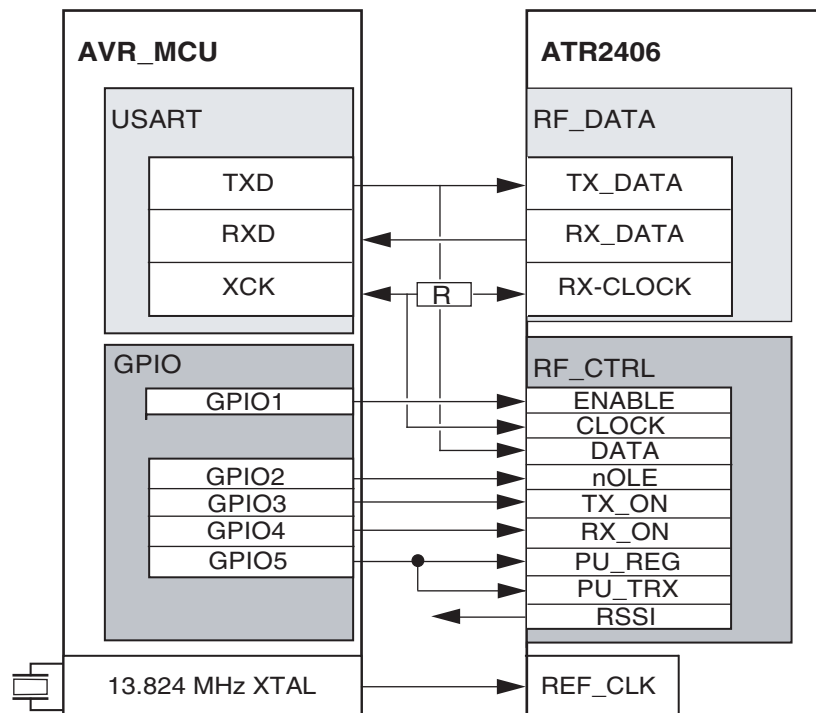 AVR_MCU
USART
TXD
RXD
XCK
GPIO
GPIO1
GPIO2
GPIO3
GPIO4
GPIO5
13.824 MHz XTAL
R
ATR2406
RF_DATA
TX_DATA
RX_DATA
RX-CLOCK
RF_CTRL
ENABLE
CLOCK
DATA
nOLE
TX_ON
RX_ON
PU_REG
PU_TRX
RSSI
REF_CLK